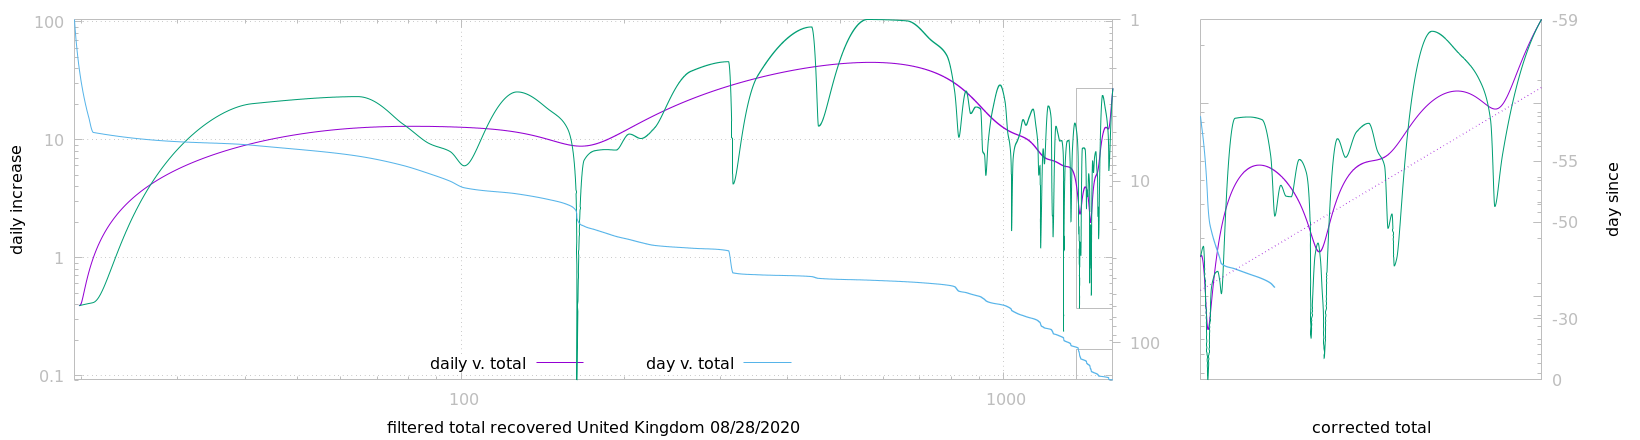 100
10
1
0.1
daily increase
daily v. total
day v. total
100
1000
filtered total recovered United Kingdom 08/28/2020
1
10
100
-59
-55
-50
-30
0
day since
corrected total